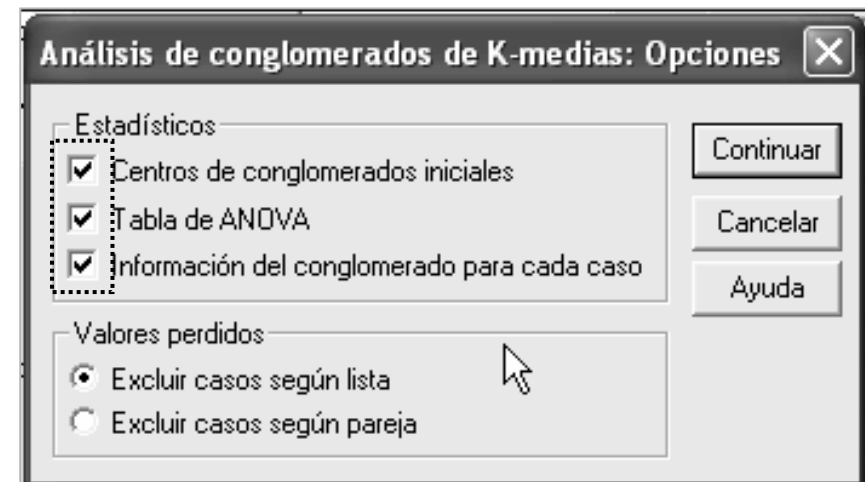 Análisis de conglomerados de K-medias: Opciones
Estadísticos
Centros de conglomerados iniciales
Tabla de ANOVA
Información del conglomerado para cada caso
Valores perdidos
Excluir casos según lista
Excluir casos según pareja
Continuar
Cancelar
Ayuda